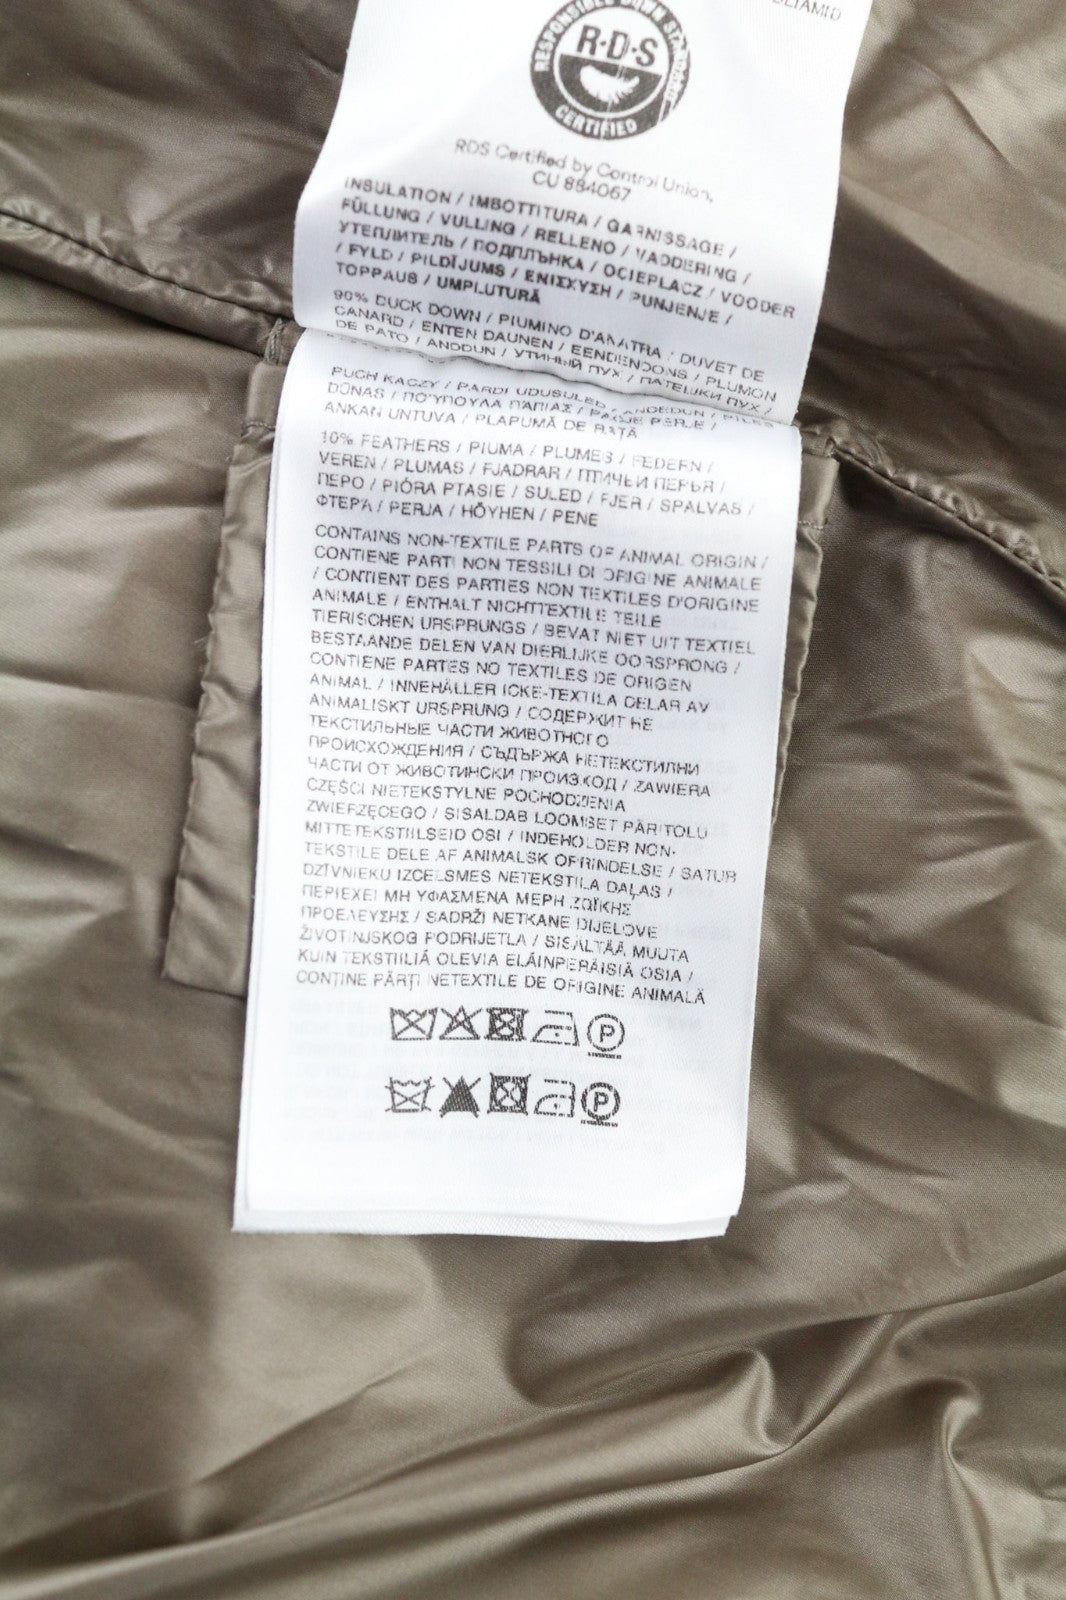 RESPONSIBLE DOWN STANDARD
R·D·S
CERTIFIED
RDS Certified by Control Union,
CU 884067
INSULATION / IMBOTTITURA / GARNISSAGE /
FÜLLUNG / VULLING / RELLENO / VADDERING /
УТЕПЛИТЕЛЬ / ПОДПЛЪНКА / OCIEPLACZ / VOODER
/ FYLD / PILDĪJUMS / ΕΝΙΣΧΥΣΗ / PUNJENJE /
TOPPAUS / UMPLUTURĂ
90% DUCK DOWN / PIUMINO D'ANATRA / DUVET DE
CANARD / ENTEN DAUNEN / EENDENDONS / PLUMON
DE PATO / ANDDUN / УТИНЫЙ ПУХ / ПАТЕШКИ ПУХ /
PUCH KACZY / PARDI UDUSULED / ANDEDUN / PĪLES
DŪNAS / ΠΟΥΠΟΥΛΑ ΠΑΠΙΑΣ / PAČJE PERJE /
ANKAN UNTUVA / PLAPUMĂ DE RAȚĂ
10% FEATHERS / PIUMA / PLUMES / FEDERN /
VEREN / PLUMAS / FJÄDRAR / ПТИЧЬИ ПЕРЬЯ /
ПЕРО / PIÓRA PTASIE / SULED / FJER / SPALVAS /
ΦΤΕΡΑ / PERJA / HÖYHEN / PENE
CONTAINS NON-TEXTILE PARTS OF ANIMAL ORIGIN /
CONTIENE PARTI NON TESSILI DI ORIGINE ANIMALE
/ CONTIENT DES PARTIES NON TEXTILES D'ORIGINE
ANIMALE / ENTHÄLT NICHTTEXTILE TEILE
TIERISCHEN URSPRUNGS / BEVAT NIET UIT TEXTIEL
BESTAANDE DELEN VAN DIERLIJKE OORSPRONG /
CONTIENE PARTES NO TEXTILES DE ORIGEN
ANIMAL / INNEHÅLLER ICKE-TEXTILA DELAR AV
ANIMALISKT URSPRUNG / СОДЕРЖИТ НЕ
ТЕКСТИЛЬНЫЕ ЧАСТИ ЖИВОТНОГО
ПРОИСХОЖДЕНИЯ / СЪДЪРЖА НЕТЕКСТИЛНИ
ЧАСТИ ОТ ЖИВОТИНСКИ ПРОИЗХОД / ZAWIERA
CZĘŚCI NIETEKSTYLNE POCHODZENIA
ZWIERZĘCEGO / SISALDAB LOOMSET PÄRITOLU
MITTETEKSTIILSEID OSI / INDEHOLDER NON-
TEKSTILE DELE AF ANIMALSK OPRINDELSE / SATUR
DZĪVNIEKU IZCELSMES NETEKSTILA DAĻAS /
ΠΕΡΙΕΧΕΙ ΜΗ ΥΦΑΣΜΕΝΑ ΜΕΡΗ ΖΩΪΚΗΣ
ΠΡΟΕΛΕΥΣΗΣ / SADRŽI NETKANE DIJELOVE
ŽIVOTINJSKOG PODRIJETLA / SISÄLTÄÄ MUUTA
KUIN TEKSTIILIÄ OLEVIA ELÄINPERÄISIÄ OSIA /
CONȚINE PĂRȚI NETEXTILE DE ORIGINE ANIMALĂ
P
P